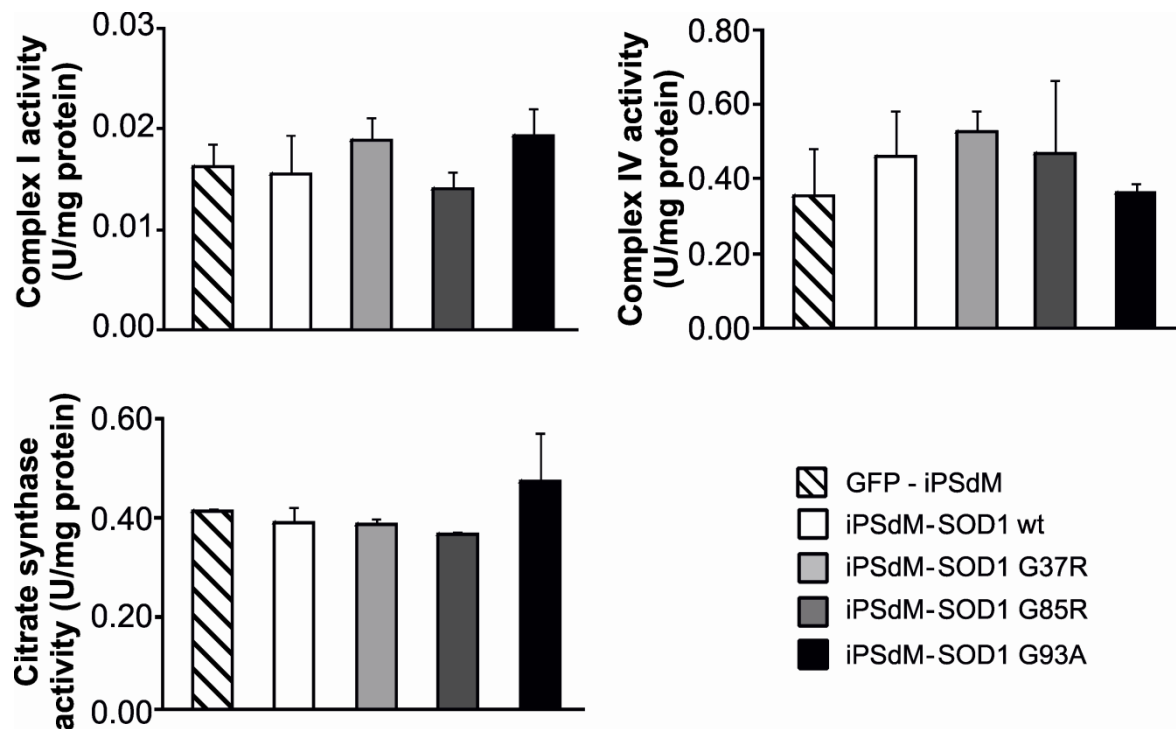 Complex I activity
(U/mg protein)
0.03
0.02
0.01
0.00
Complex IV activity
(U/mg protein)
0.80
0.60
0.40
0.20
0.00
Citrate synthase
activity (U/mg protein)
0.60
0.40
0.20
0.00
GFP - iPSdM
iPSdM-SOD1 wt
iPSdM-SOD1 G37R
iPSdM-SOD1 G85R
iPSdM-SOD1 G93A